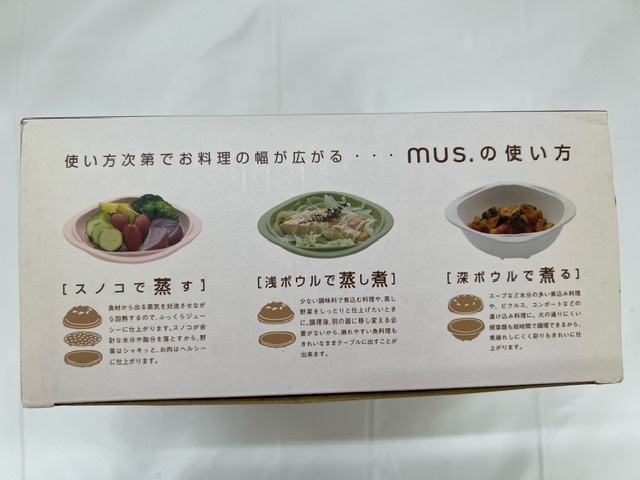 使い方次第でお料理の幅が広がる・・・mus.の使い方
[スノコで蒸す]
食材から出る蒸気を対流させなが
ら加熱するので、ふっくらジュー
シーに仕上がります。スノコが余
計な水分や脂分を落とすから、野
菜はシャキッと、お肉はヘルシー
に仕上がります。
[浅ボウルで蒸し煮]
少ない調味料で煮込む料理や、蒸し
野菜をしっとりと仕上げたいとき
に。調理後、別の器に移し変える必
要がないから、崩れやすい魚料理も
きれいなままテーブルに出すことが
出来ます。
[深ボウルで煮る]
スープなど水分の多い煮込み料理
や、ピクルス、コンポートなどの
漬け込み料理に。火の通りにくい
根菜類も短時間で調理できるから、
煮崩れしにくく彩りもきれいに仕
上がります。